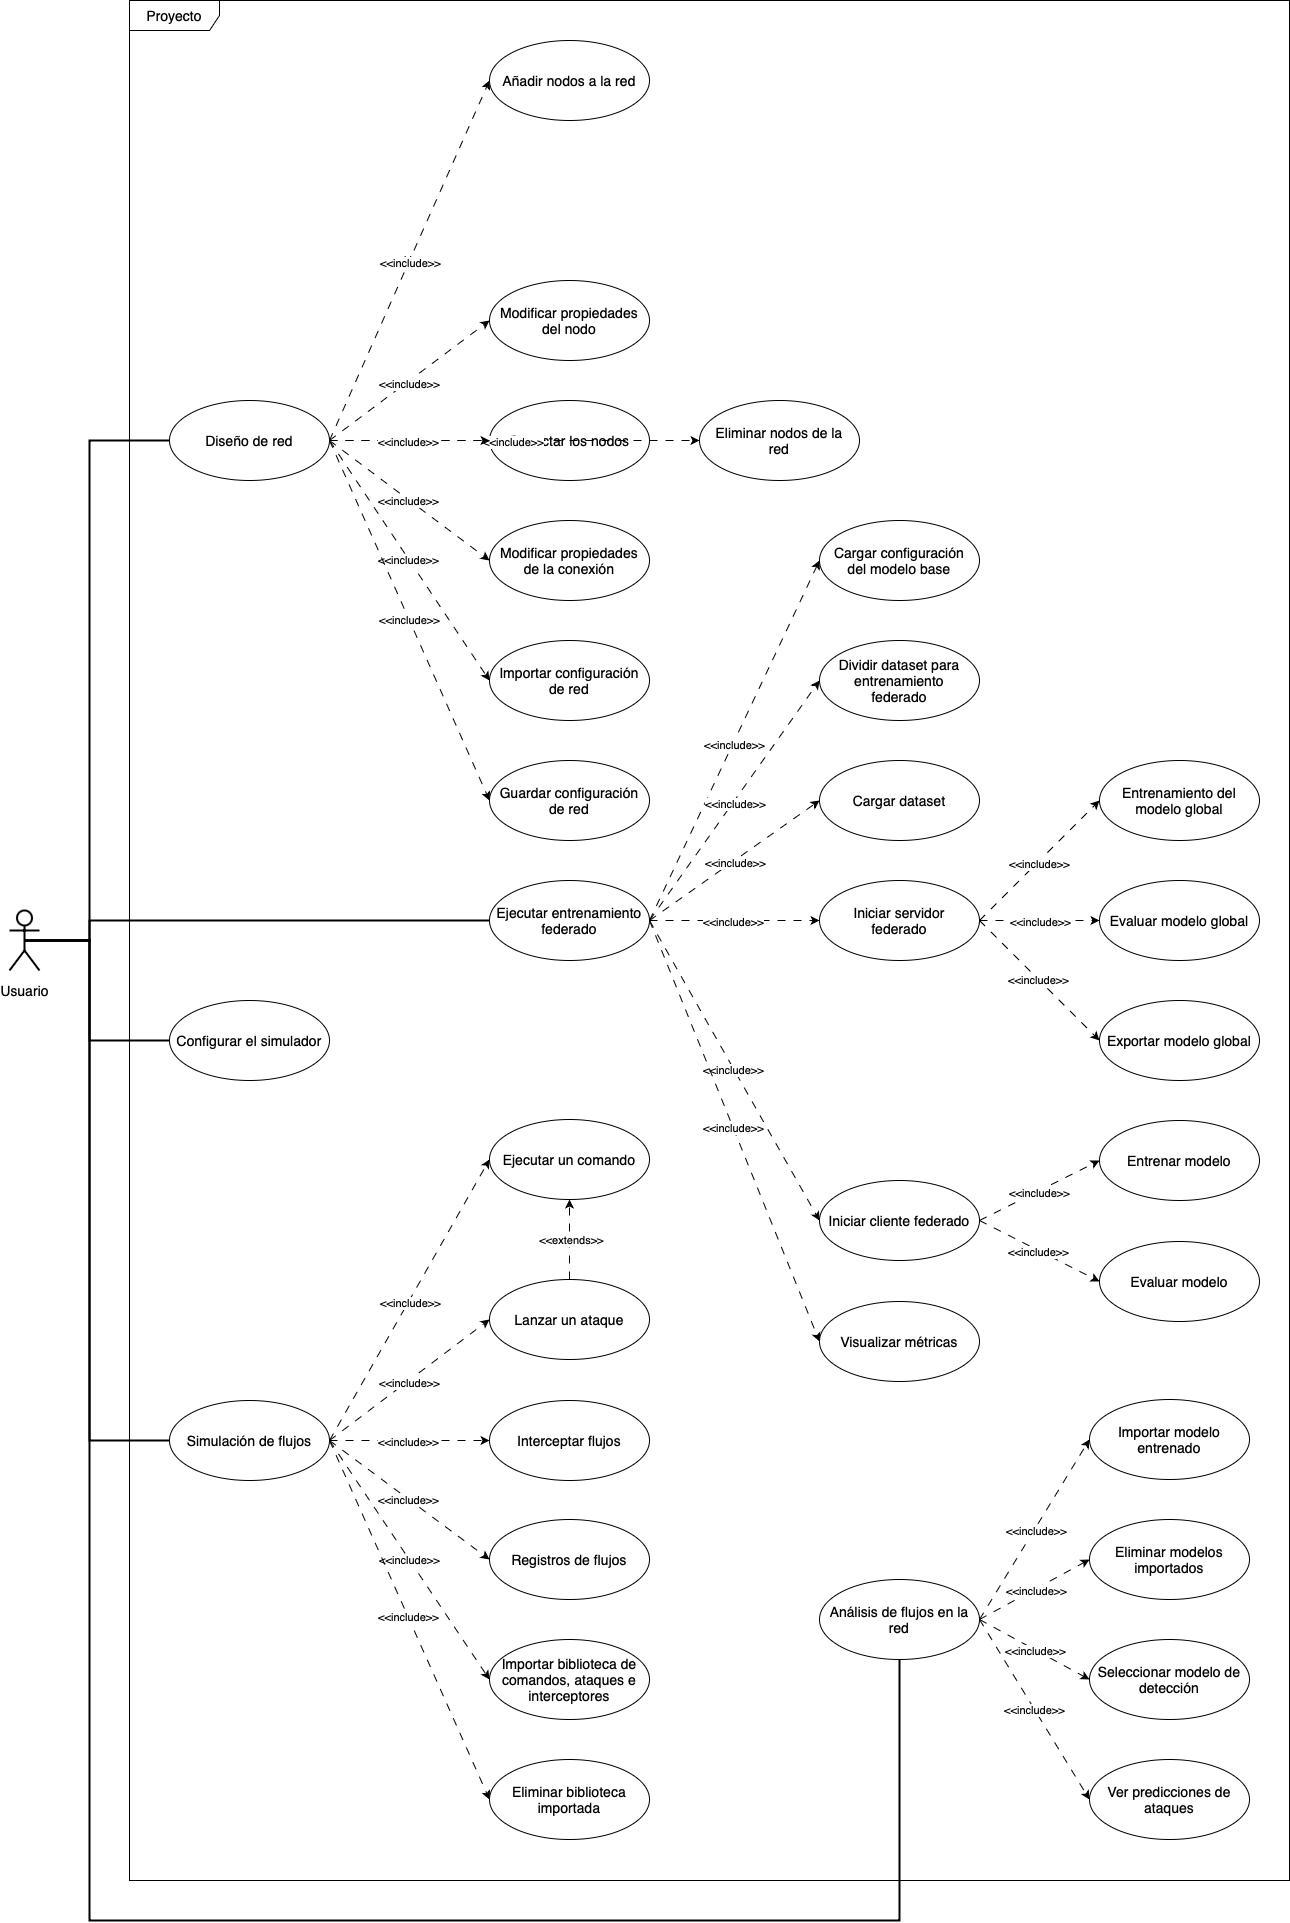 Proyecto
Añadir nodos a la red
<<include>>
Modificar propiedades
del nodo
<<include>>
Diseño de red
<<include>>
<<include>>
los nodos
Eliminar nodos de la
red
<<include>>
Modificar propiedades
de la conexión
<<include>>
Importar configuración
de red
<<include>>
Guardar configuración
de red
Cargar configuración
del modelo base
Dividir dataset para
entrenamiento
federado
<<include>>
Cargar dataset
<<include>>
<<include>>
Ejecutar entrenamiento
federado
<<include>>
Iniciar servidor
federado
Entrenamiento del
modelo global
<<include>>
<<include>>
Evaluar modelo global
<<include>>
Exportar modelo global
Usuario
Configurar el simulador
<<include>>
<<include>>
Iniciar cliente federado
Entrenar modelo
<<include>>
<<include>>
Evaluar modelo
Visualizar métricas
Ejecutar un comando
<<extends>>
<<include>>
Lanzar un ataque
<<include>>
Simulación de flujos
<<include>>
Interceptar flujos
<<include>>
Registros de flujos
<<include>>
<<include>>
Importar biblioteca de
comandos, ataques e
interceptores
Eliminar biblioteca
importada
Importar modelo
entrenado
<<include>>
Eliminar modelos
importados
<<include>>
Análisis de flujos en la
red
<<include>>
Seleccionar modelo de
detección
<<include>>
Ver predicciones de
ataques